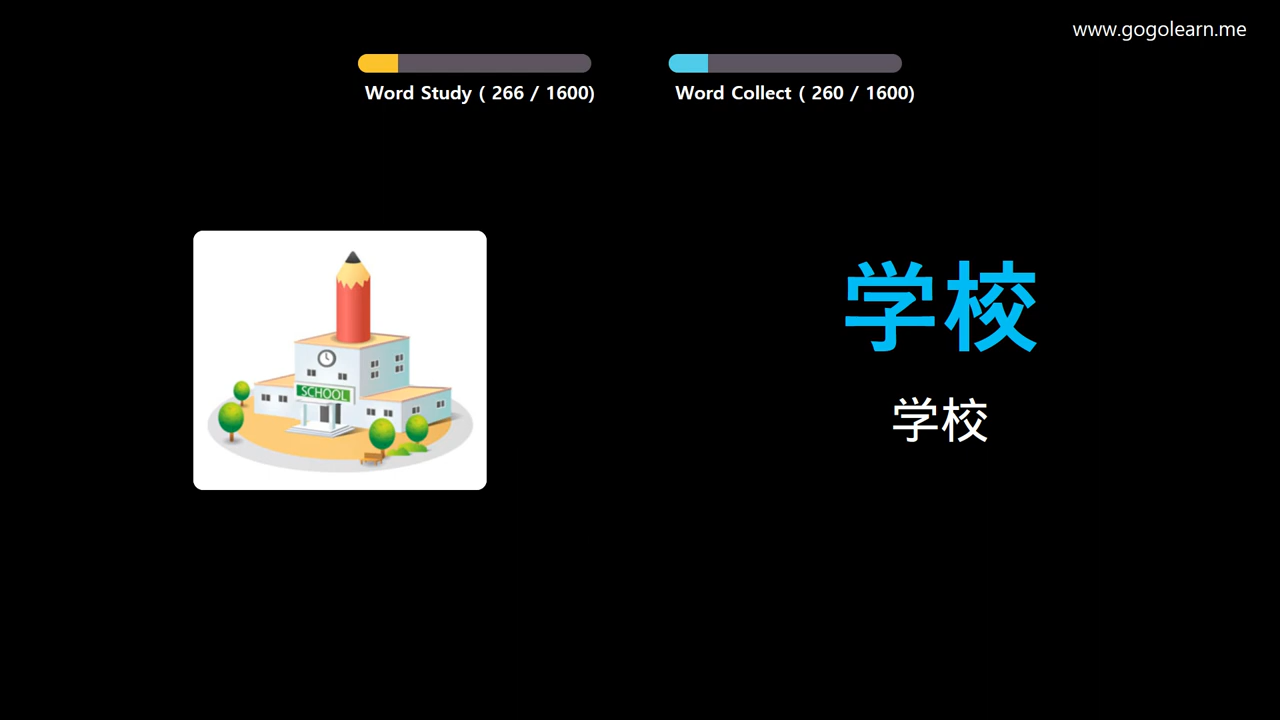 www.gogolearn.me
Word Study ( 266 / 1600)
Word Collect ( 260 / 1600)
SCHOOL
学校
学校